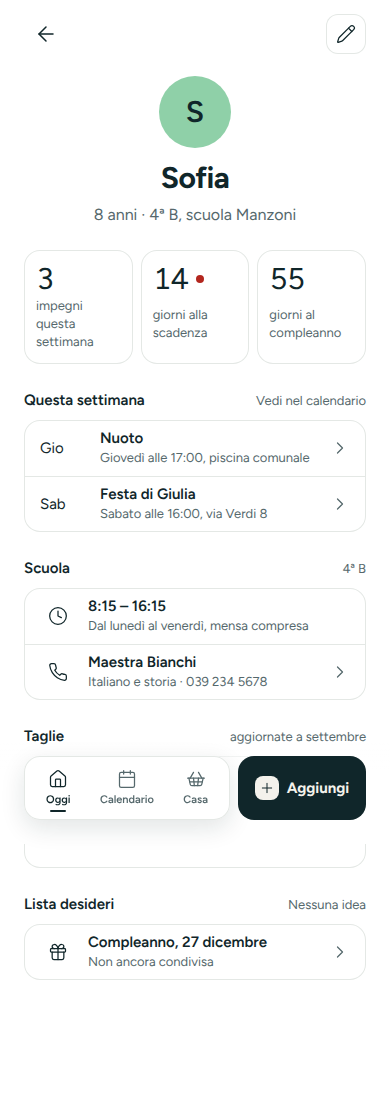 S
Sofia
8 anni · 4ª B, scuola Manzoni
3
impegni
questa
settimana
14
giorni alla
scadenza
55
giorni al
compleanno
Questa settimana
Vedi nel calendario
Gio
Nuoto
Giovedì alle 17:00, piscina comunale
Sab
Festa di Giulia
Sabato alle 16:00, via Verdi 8
Scuola
4ª B
8:15 – 16:15
Dal lunedì al venerdì, mensa compresa
Maestra Bianchi
Italiano e storia · 039 234 5678
Taglie
aggiornate a settembre
Oggi
Calendario
Casa
Aggiungi
Lista desideri
Nessuna idea
Compleanno, 27 dicembre
Non ancora condivisa